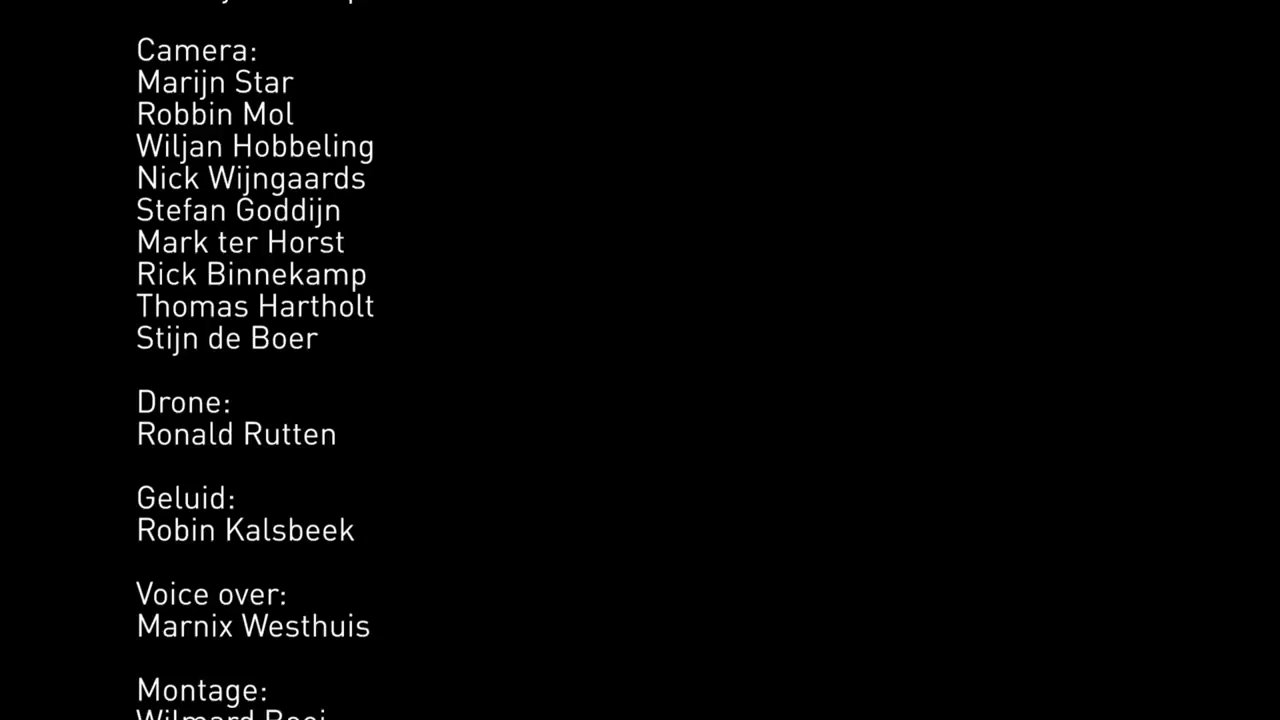 Camera:
Marijn Star
Robbin Mol
Wiljan Hobbeling
Nick Wijngaards
Stefan Goddijn
Mark ter Horst
Rick Binnekamp
Thomas Hartholt
Stijn de Boer
Drone:
Ronald Rutten
Geluid:
Robin Kalsbeek
Voice over:
Marnix Westhuis
Montage: